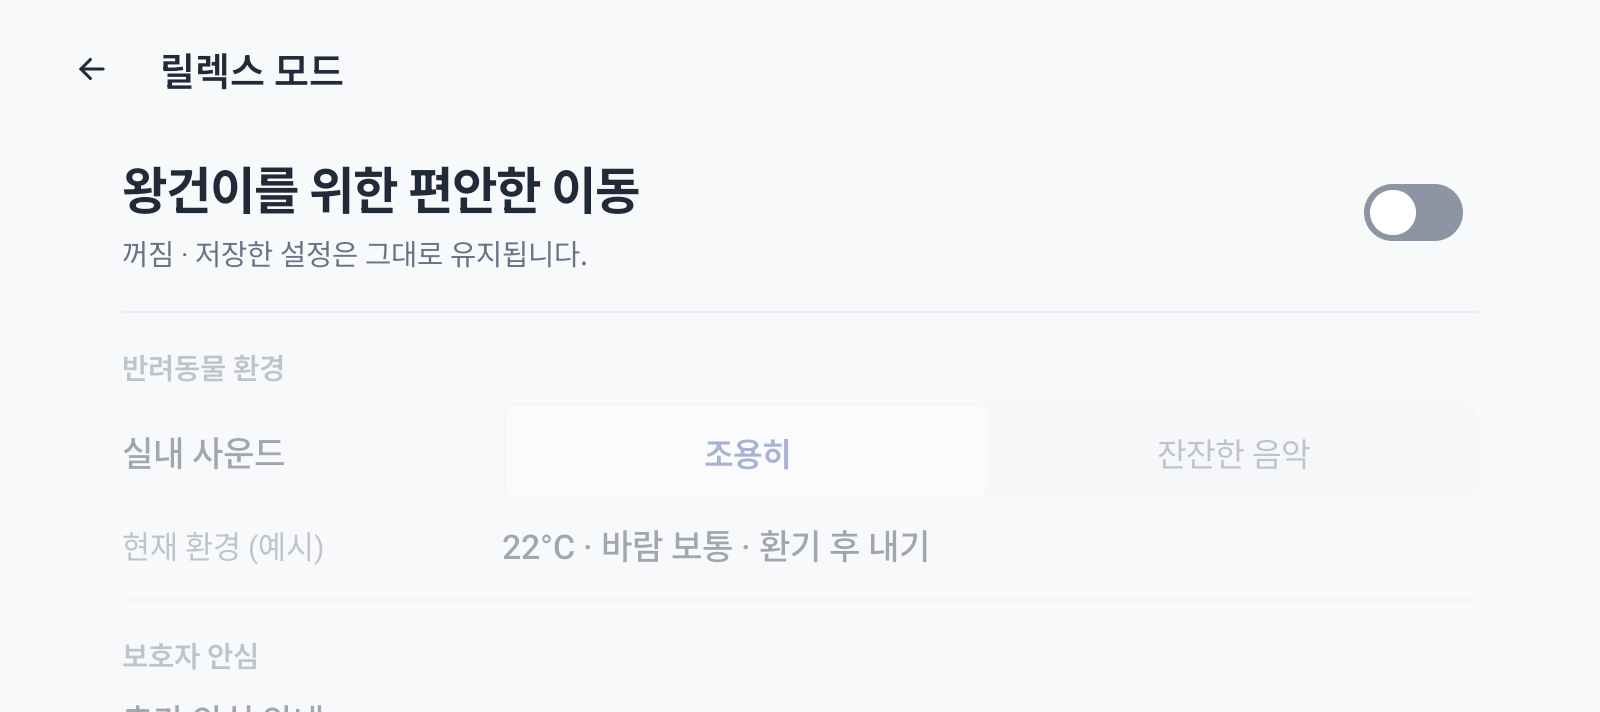 릴렉스 모드
왕건이를 위한 편안한 이동
꺼짐 · 저장한 설정은 그대로 유지됩니다.
반려동물 환경
실내 사운드
조용히
잔잔한 음악
현재 환경 (예시)
22°C · 바람 보통 · 환기 후 내기
보호자 안심